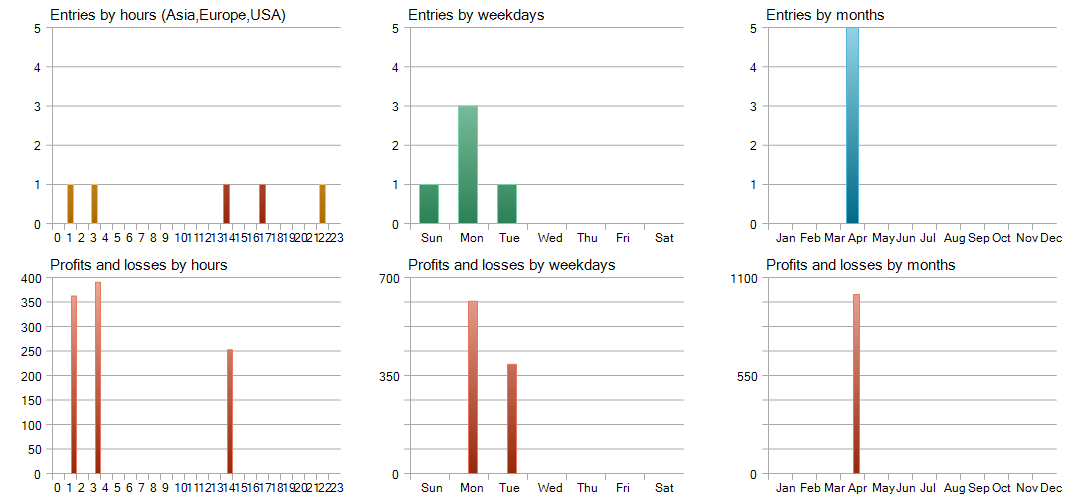 Entries by hours (Asia,Europe,USA)
5
4
3
2
1
0
0 1 2 3 4 5 6 7 8 9 10 11 12 13 14 15 16 17 18 19 20 21 22 23
Entries by weekdays
5
4
3
2
1
0
Sun Mon Tue Wed Thu Fri Sat
Entries by months
5
4
3
2
1
0
Jan Feb Mar Apr May Jun Jul Aug Sep Oct Nov Dec
Profits and losses by hours
400
350
300
250
200
150
100
50
0
0 1 2 3 4 5 6 7 8 9 10 11 12 13 14 15 16 17 18 19 20 21 22 23
Profits and losses by weekdays
700
350
0
Sun Mon Tue Wed Thu Fri Sat
Profits and losses by months
1100
550
0
Jan Feb Mar Apr May Jun Jul Aug Sep Oct Nov Dec